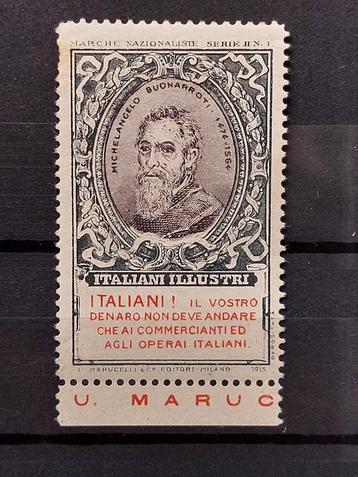 MARCHE NAZIONALISTE SERIE II N. 1
MICHELANGELO BUONARROTI 1474-1564
ITALIANI ILLUSTRI
ITALIANI! IL VOSTRO
DENARO NON DEVE ANDARE
CHE AI COMMERCIANTI ED
AGLI OPERAI ITALIANI.
DEPOSITATA
U. MARUCELLI & Co. EDITORI - MILANO 1915
U. MARUC